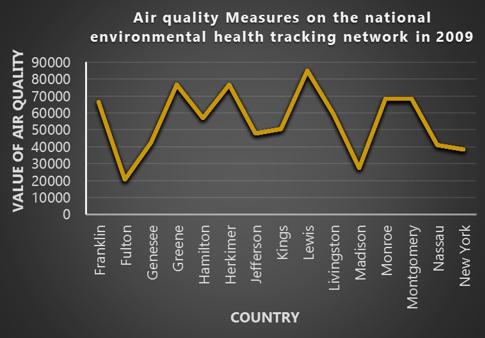 Air quality Measures on the national
environmental health tracking network in 2009
VALUE OF AIR QUALITY
90000
80000
70000
60000
50000
40000
30000
20000
10000
0
Franklin
Fulton
Genesee
Greene
Hamilton
Herkimer
Jefferson
Kings
Lewis
Livingston
Madison
Monroe
Montgomery
Nassau
New York
COUNTRY